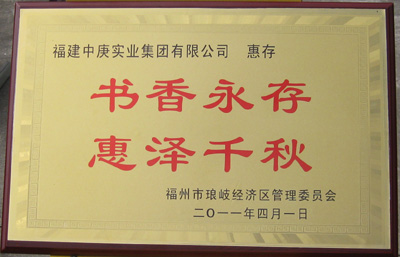 福建中庚实业集团有限公司 惠存
书香永存
惠泽千秋
福州市琅岐经济区管理委员会
二〇一一年四月一日